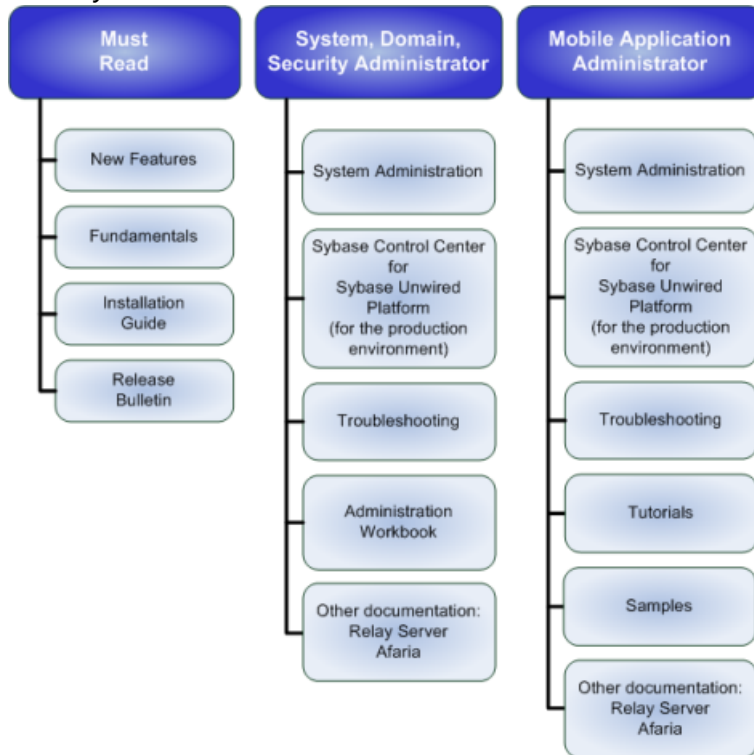 Must
Read
New Features
Fundamentals
Installation
Guide
Release
Bulletin
System, Domain,
Security Administrator
System Administration
Sybase Control Center
for
Sybase Unwired
Platform
(for the production
environment)
Troubleshooting
Administration
Workbook
Other documentation:
Relay Server
Afaria
Mobile Application
Administrator
System Administration
Sybase Control Center
for
Sybase Unwired
Platform
(for the production
environment)
Troubleshooting
Tutorials
Samples
Other documentation:
Relay Server
Afaria